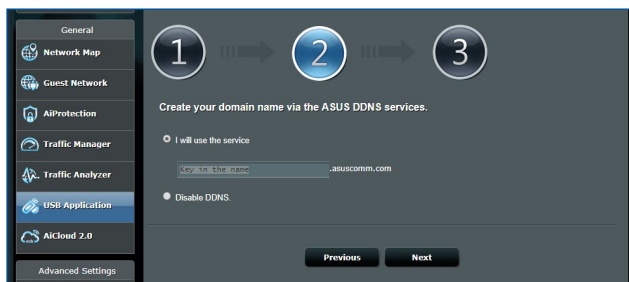 General
Network Map
Guest Network
AiProtection
Traffic Manager
Traffic Analyzer
USB Application
AiCloud 2.0
Advanced Settings
1 2 3
Create your domain name via the ASUS DDNS services.
I will use the service
Key in the name .asuscomm.com
Disable DDNS.
Previous Next